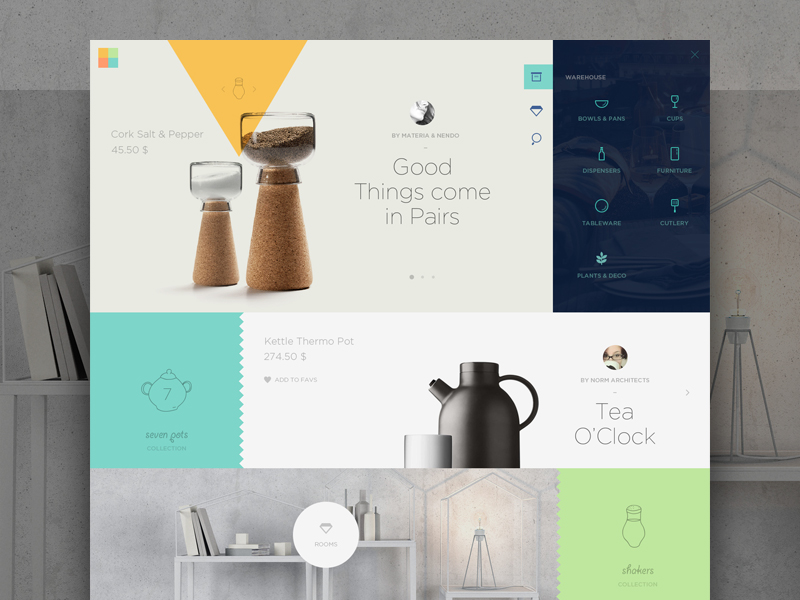 Cork Salt & Pepper
45.50 $
BY MATERIA & NENDO
Good
Things come
in Pairs
WAREHOUSE
BOWLS & PANS
CUPS
DISPENSERS
FURNITURE
TABLEWARE
CUTLERY
PLANTS & DECO
7
seven pots
COLLECTION
Kettle Thermo Pot
274.50 $
ADD TO FAVS
BY NORM ARCHITECTS
Tea
O'Clock
ROOMS
shakers
COLLECTION